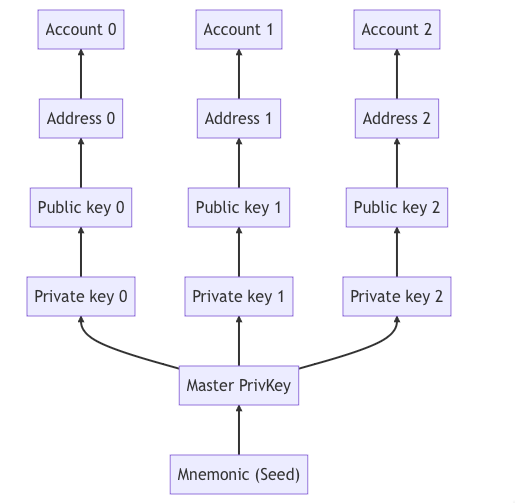 Account 0
Account 1
Account 2
Address 0
Address 1
Address 2
Public key 0
Public key 1
Public key 2
Private key 0
Private key 1
Private key 2
Master PrivKey
Mnemonic (Seed)